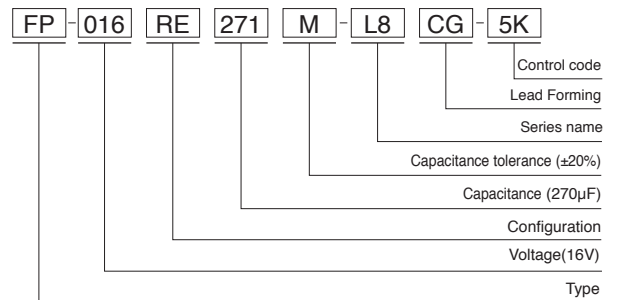 FP-016 RE 271 M-L8 CG-5K
Control code
Lead Forming
Series name
Capacitance tolerance (±20%)
Capacitance (270μF)
Configuration
Voltage(16V)
Type